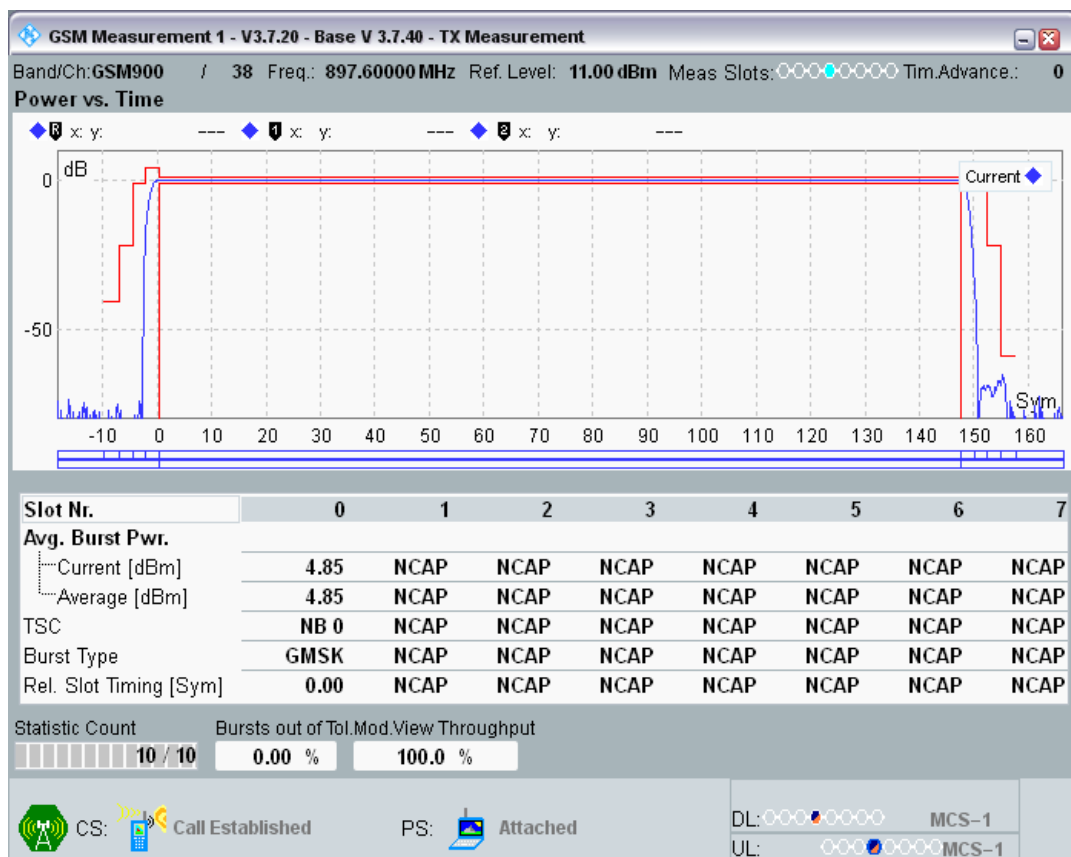 GSM Measurement 1 - V3.7.20 - Base V 3.7.40 - TX Measurement
Band/Ch:GSM900 / 38 Freq.: 897.60000 MHz Ref. Level: 11.00 dBm Meas Slots: Tim.Advance.: 0
Power vs. Time
R x: y: --- 1 x: y: --- 2 x: y: ---
dB
Current
0
-50
Sym
-10 0 10 20 30 40 50 60 70 80 90 100 110 120 130 140 150 160
Slot Nr. 0 1 2 3 4 5 6 7
Avg. Burst Pwr.
Current [dBm] 4.85 NCAP NCAP NCAP NCAP NCAP NCAP NCAP
Average [dBm] 4.85 NCAP NCAP NCAP NCAP NCAP NCAP NCAP
TSC NB 0 NCAP NCAP NCAP NCAP NCAP NCAP NCAP
Burst Type GMSK NCAP NCAP NCAP NCAP NCAP NCAP NCAP
Rel. Slot Timing [Sym] 0.00 NCAP NCAP NCAP NCAP NCAP NCAP NCAP
Statistic Count Bursts out of Tol.Mod.View Throughput
10 / 10 0.00 % 100.0 %
CS: Call Established PS: Attached
DL: MCS-1
UL: MCS-1